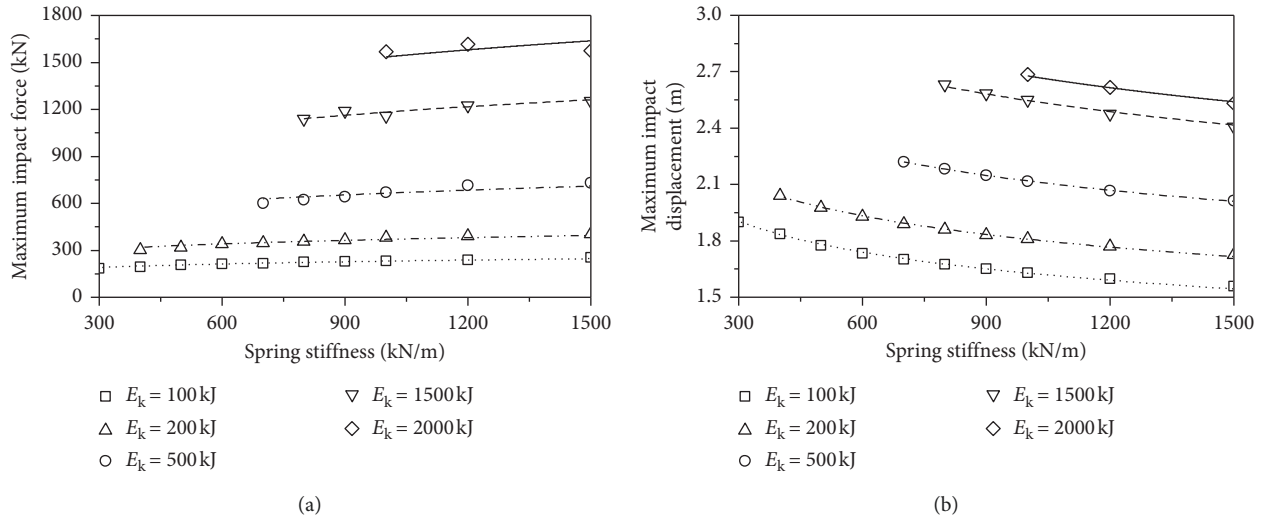 1800
1500
1200
900
600
300
0
Maximum impact force (kN)
300 600 900 1200 1500
Spring stiffness (kN/m)
Eₖ = 100 kJ
Eₖ = 200 kJ
Eₖ = 500 kJ
Eₖ = 1500 kJ
Eₖ = 2000 kJ
(a)
3.0
2.7
2.4
2.1
1.8
1.5
Maximum impact
displacement (m)
300 600 900 1200 1500
Spring stiffness (kN/m)
Eₖ = 100 kJ
Eₖ = 200 kJ
Eₖ = 500 kJ
Eₖ = 1500 kJ
Eₖ = 2000 kJ
(b)